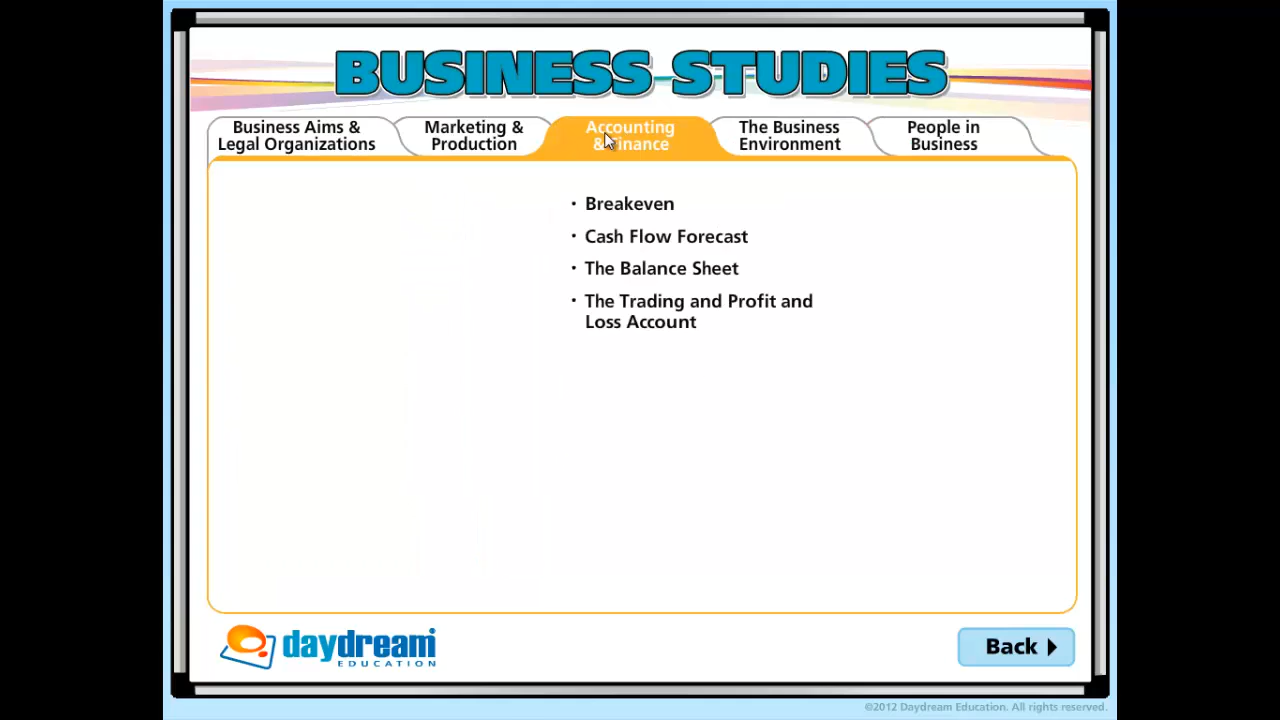 BUSINESS STUDIES
Business Aims &
Legal Organizations
Marketing &
Production
Accounting
& Finance
The Business
Environment
People in
Business
• Breakeven
• Cash Flow Forecast
• The Balance Sheet
• The Trading and Profit and
Loss Account
daydream
EDUCATION
Back
©2012 Daydream Education. All rights reserved.